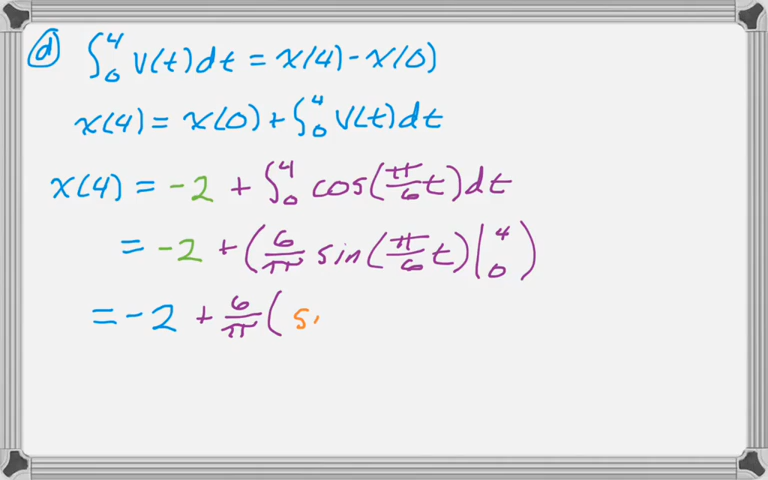 (d) ∫₀⁴ v(t)dt = x(4) - x(0)
x(4) = x(0) + ∫₀⁴ v(t)dt
x(4) = -2 + ∫₀⁴ cos(π/6 t)dt
= -2 + (6/π sin(π/6 t)|₀⁴)
= -2 + 6/π ( si